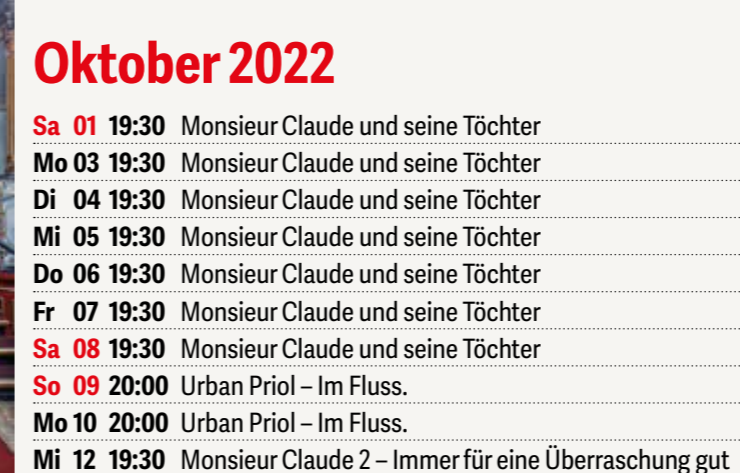 Oktober 2022
Sa 01 19:30 Monsieur Claude und seine Töchter
Mo 03 19:30 Monsieur Claude und seine Töchter
Di 04 19:30 Monsieur Claude und seine Töchter
Mi 05 19:30 Monsieur Claude und seine Töchter
Do 06 19:30 Monsieur Claude und seine Töchter
Fr 07 19:30 Monsieur Claude und seine Töchter
Sa 08 19:30 Monsieur Claude und seine Töchter
So 09 20:00 Urban Priol – Im Fluss.
Mo 10 20:00 Urban Priol – Im Fluss.
Mi 12 19:30 Monsieur Claude 2 – Immer für eine Überraschung gut